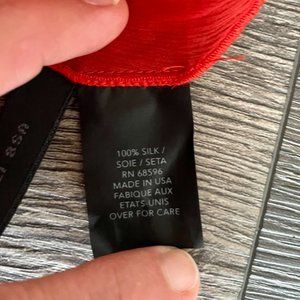 100% SILK /
SOIE / SETA
RN 68596
MADE IN USA
FABIQUE AUX
ETATS-UNIS
OVER FOR CARE